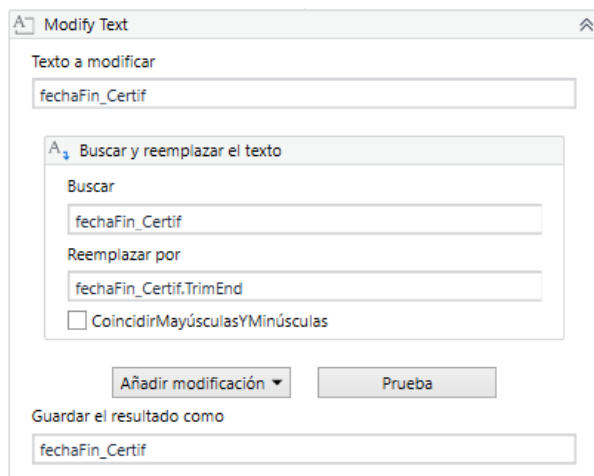 Modify Text
Texto a modificar
fechaFin_Certif
Buscar y reemplazar el texto
Buscar
fechaFin_Certif
Reemplazar por
fechaFin_Certif.TrimEnd
CoincidirMayúsculasYMinúsculas
Añadir modificación Prueba
Guardar el resultado como
fechaFin_Certif